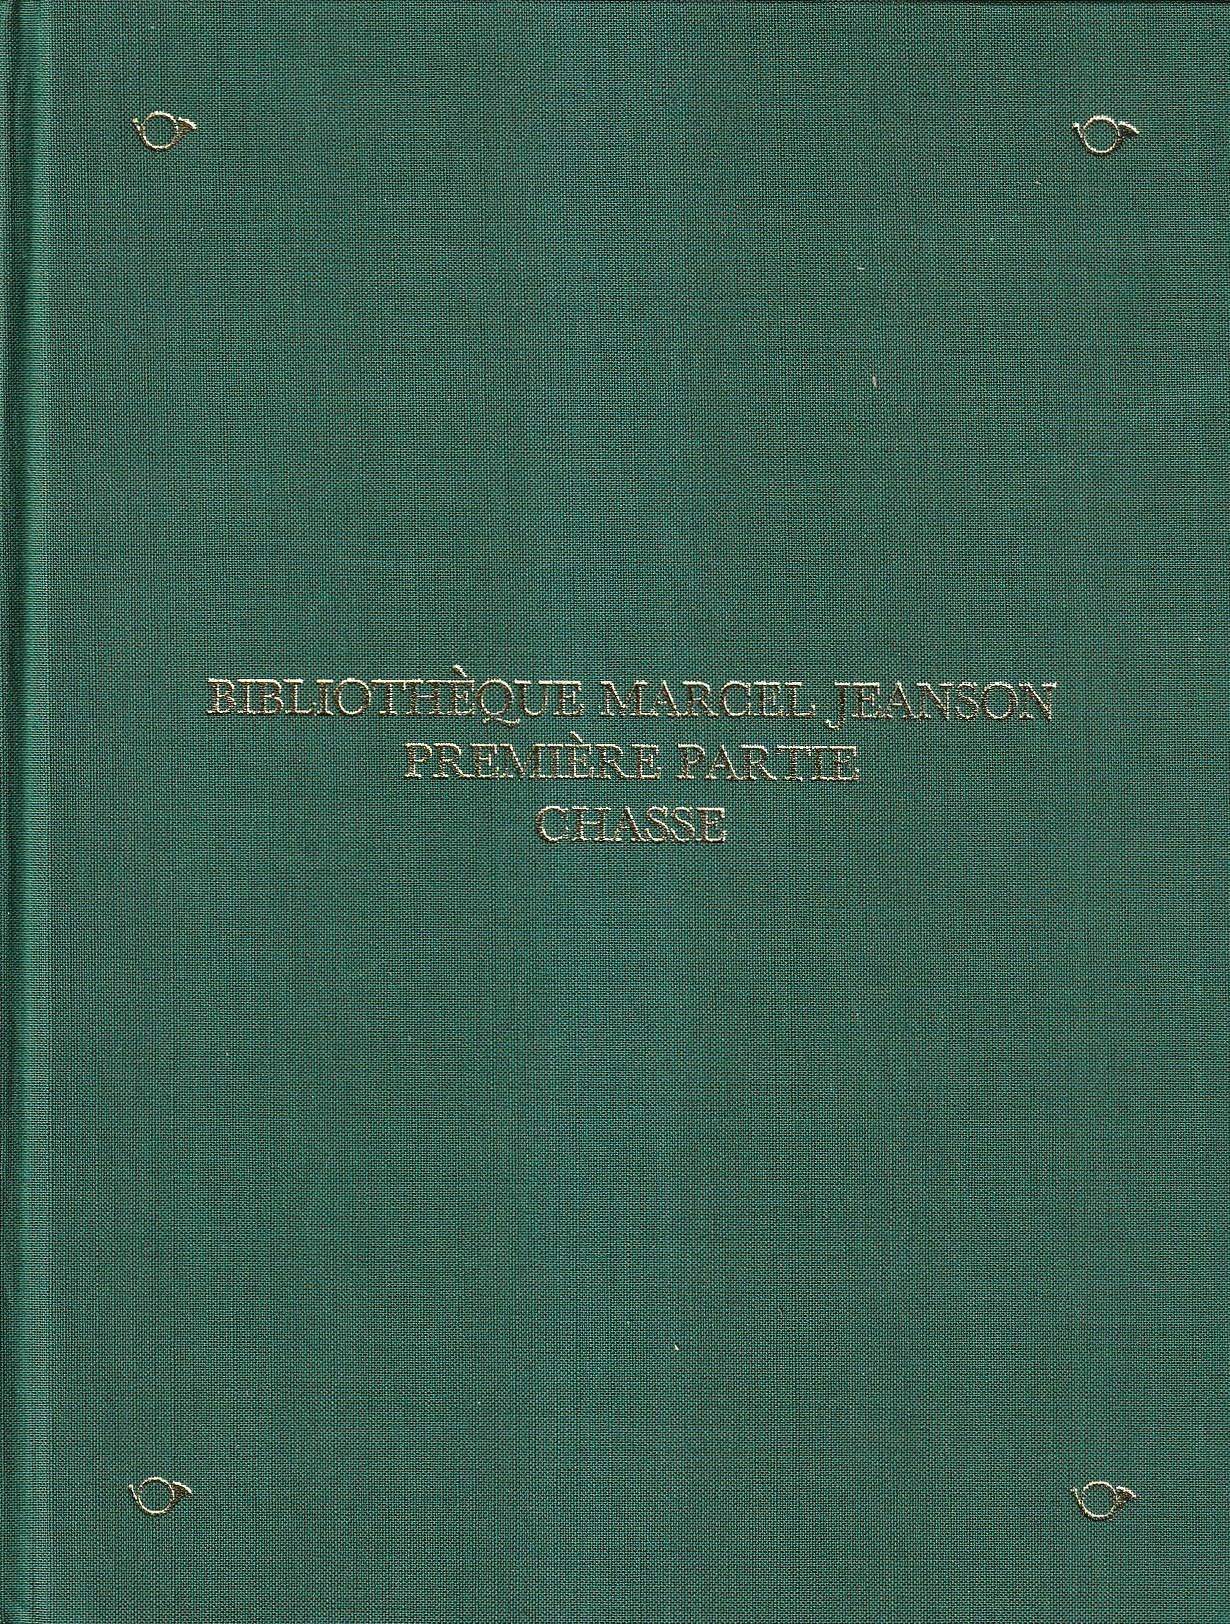 BIBLIOTHÈQUE MARCEL JEANSON
PREMIÈRE PARTIE
CHASSE